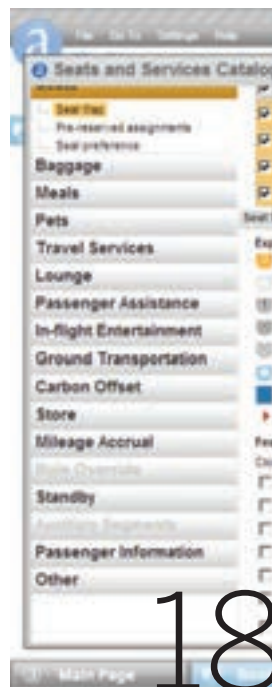 a
File Go To Settings Help
a Seats and Services Catalog
Seat Map
Pre-reserved assignments
Seat preference
Baggage
Meals
Pets
Seat
Travel Services
Lounge
Passenger Assistance
In-flight Entertainment
Ground Transportation
Carbon Offset
Store
Mileage Accrual
Standby
Passenger Information
Other
Main Page
18